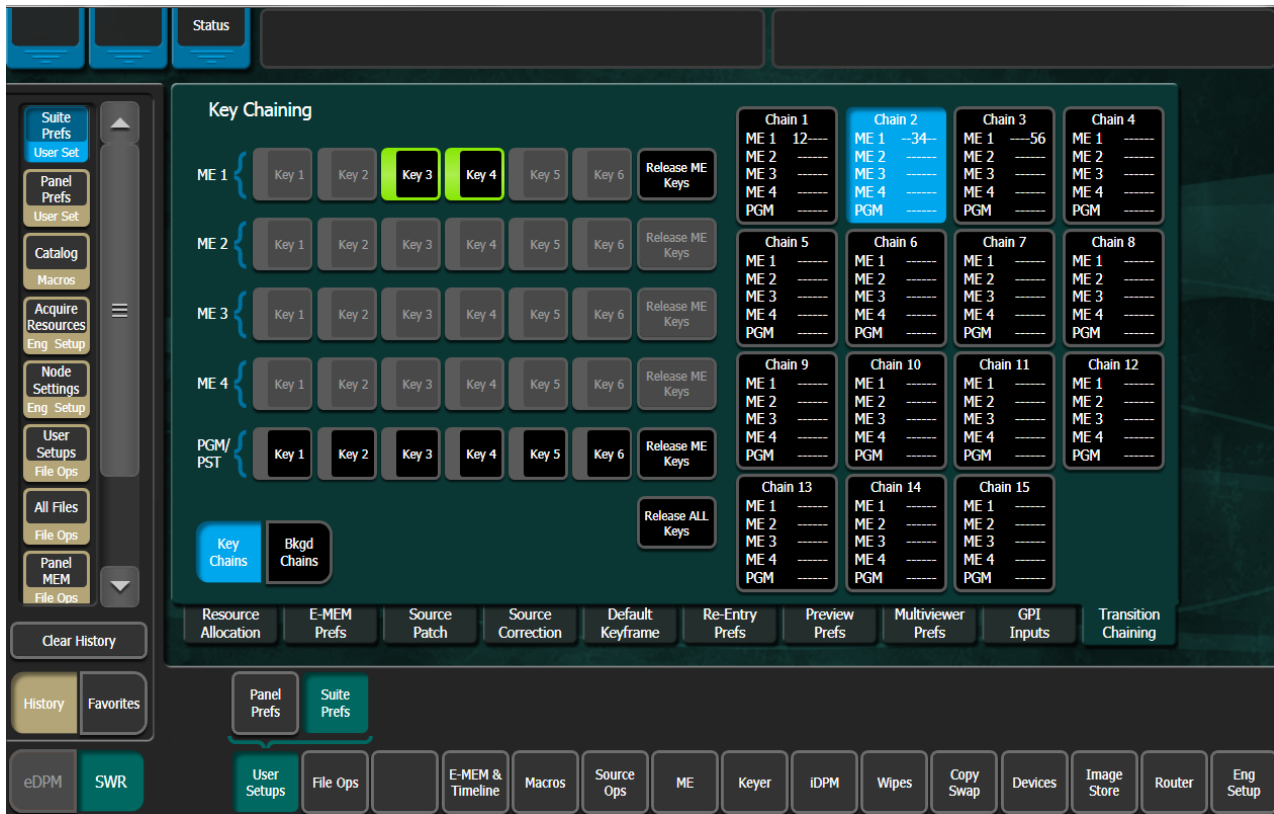 Status
Suite
Prefs
User Set
Panel
Prefs
User Set
Catalog
Macros
Acquire
Resources
Eng Setup
Node
Settings
Eng Setup
User
Setups
File Ops
All Files
File Ops
Panel
MEM
File Ops
Clear History
History Favorites
eDPM SWR
Key Chaining
ME 1 { Key 1 Key 2 Key 3 Key 4 Key 5 Key 6 Release ME Keys
ME 2 { Key 1 Key 2 Key 3 Key 4 Key 5 Key 6 Release ME Keys
ME 3 { Key 1 Key 2 Key 3 Key 4 Key 5 Key 6 Release ME Keys
ME 4 { Key 1 Key 2 Key 3 Key 4 Key 5 Key 6 Release ME Keys
PGM/PST { Key 1 Key 2 Key 3 Key 4 Key 5 Key 6 Release ME Keys
Release ALL
Keys
Key
Chains
Bkgd
Chains
Chain 1
ME 1 12----
ME 2 ------
ME 3 ------
ME 4 ------
PGM ------
Chain 2
ME 1 --34--
ME 2 ------
ME 3 ------
ME 4 ------
PGM ------
Chain 3
ME 1 ----56
ME 2 ------
ME 3 ------
ME 4 ------
PGM ------
Chain 4
ME 1 ------
ME 2 ------
ME 3 ------
ME 4 ------
PGM ------
Chain 5
ME 1 ------
ME 2 ------
ME 3 ------
ME 4 ------
PGM ------
Chain 6
ME 1 ------
ME 2 ------
ME 3 ------
ME 4 ------
PGM ------
Chain 7
ME 1 ------
ME 2 ------
ME 3 ------
ME 4 ------
PGM ------
Chain 8
ME 1 ------
ME 2 ------
ME 3 ------
ME 4 ------
PGM ------
Chain 9
ME 1 ------
ME 2 ------
ME 3 ------
ME 4 ------
PGM ------
Chain 10
ME 1 ------
ME 2 ------
ME 3 ------
ME 4 ------
PGM ------
Chain 11
ME 1 ------
ME 2 ------
ME 3 ------
ME 4 ------
PGM ------
Chain 12
ME 1 ------
ME 2 ------
ME 3 ------
ME 4 ------
PGM ------
Chain 13
ME 1 ------
ME 2 ------
ME 3 ------
ME 4 ------
PGM ------
Chain 14
ME 1 ------
ME 2 ------
ME 3 ------
ME 4 ------
PGM ------
Chain 15
ME 1 ------
ME 2 ------
ME 3 ------
ME 4 ------
PGM ------
Resource
Allocation
E-MEM
Prefs
Source
Patch
Source
Correction
Default
Keyframe
Re-Entry
Prefs
Preview
Prefs
Multiviewer
Prefs
GPI
Inputs
Transition
Chaining
Panel
Prefs
Suite
Prefs
User
Setups
File Ops
E-MEM &
Timeline
Macros
Source
Ops
ME
Keyer
iDPM
Wipes
Copy
Swap
Devices
Image
Store
Router
Eng
Setup